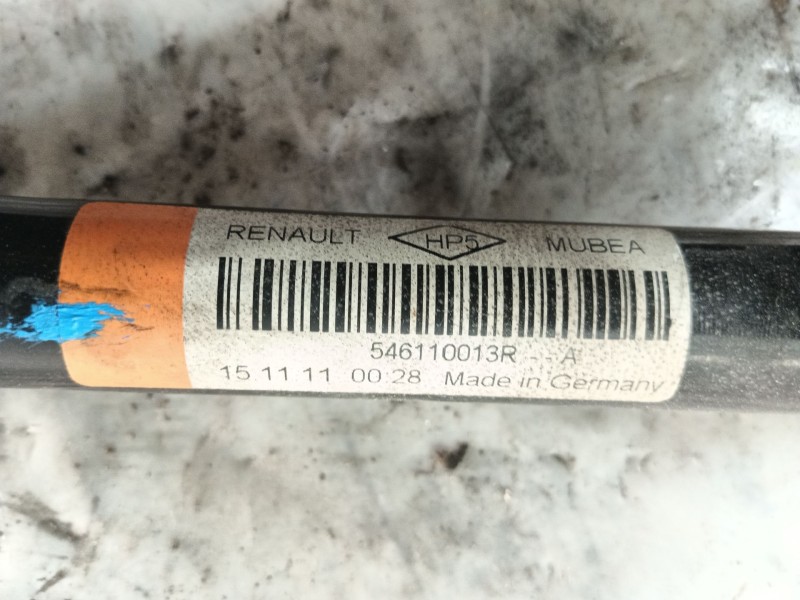 RENAULT HP5 MUBEA
546110013R -- A
15 11 11 00:28 Made in Germany